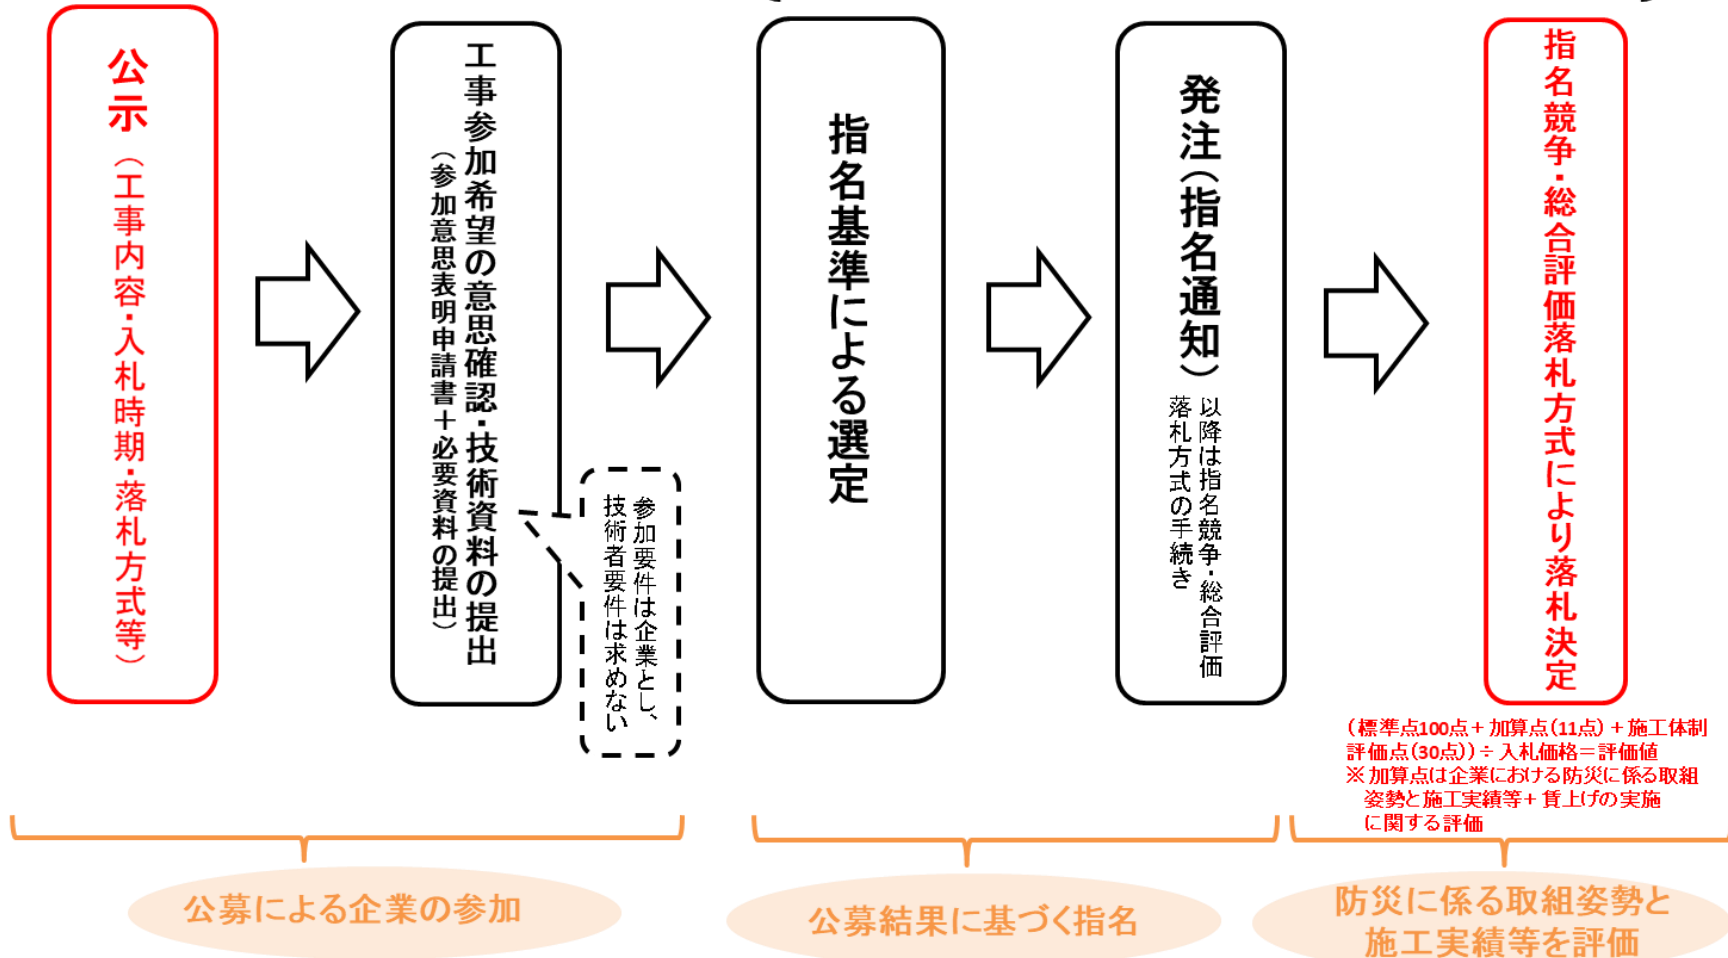 公示（工事内容・入札時期・落札方式等）
工事参加希望の意思確認・技術資料の提出
（参加意思表明申請書＋必要資料の提出）
参加要件は企業とし、
技術者要件は求めない
指名基準による選定
発注（指名通知）
以降は指名競争・総合評価
落札方式の手続き
指名競争・総合評価落札方式により落札決定
（標準点100点＋加算点（11点）＋施工体制
評価点（30点））÷入札価格＝評価値
※加算点は企業における防災に係る取組
姿勢と施工実績等＋賃上げの実施
に関する評価
公募による企業の参加
公募結果に基づく指名
防災に係る取組姿勢と
施工実績等を評価